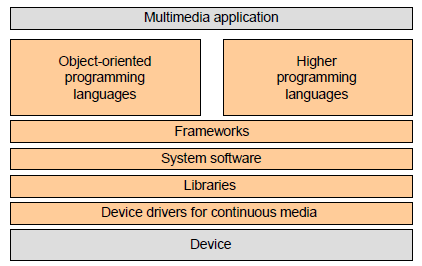 Multimedia application
Object-oriented
programming
languages
Higher
programming
languages
Frameworks
System software
Libraries
Device drivers for continuous media
Device